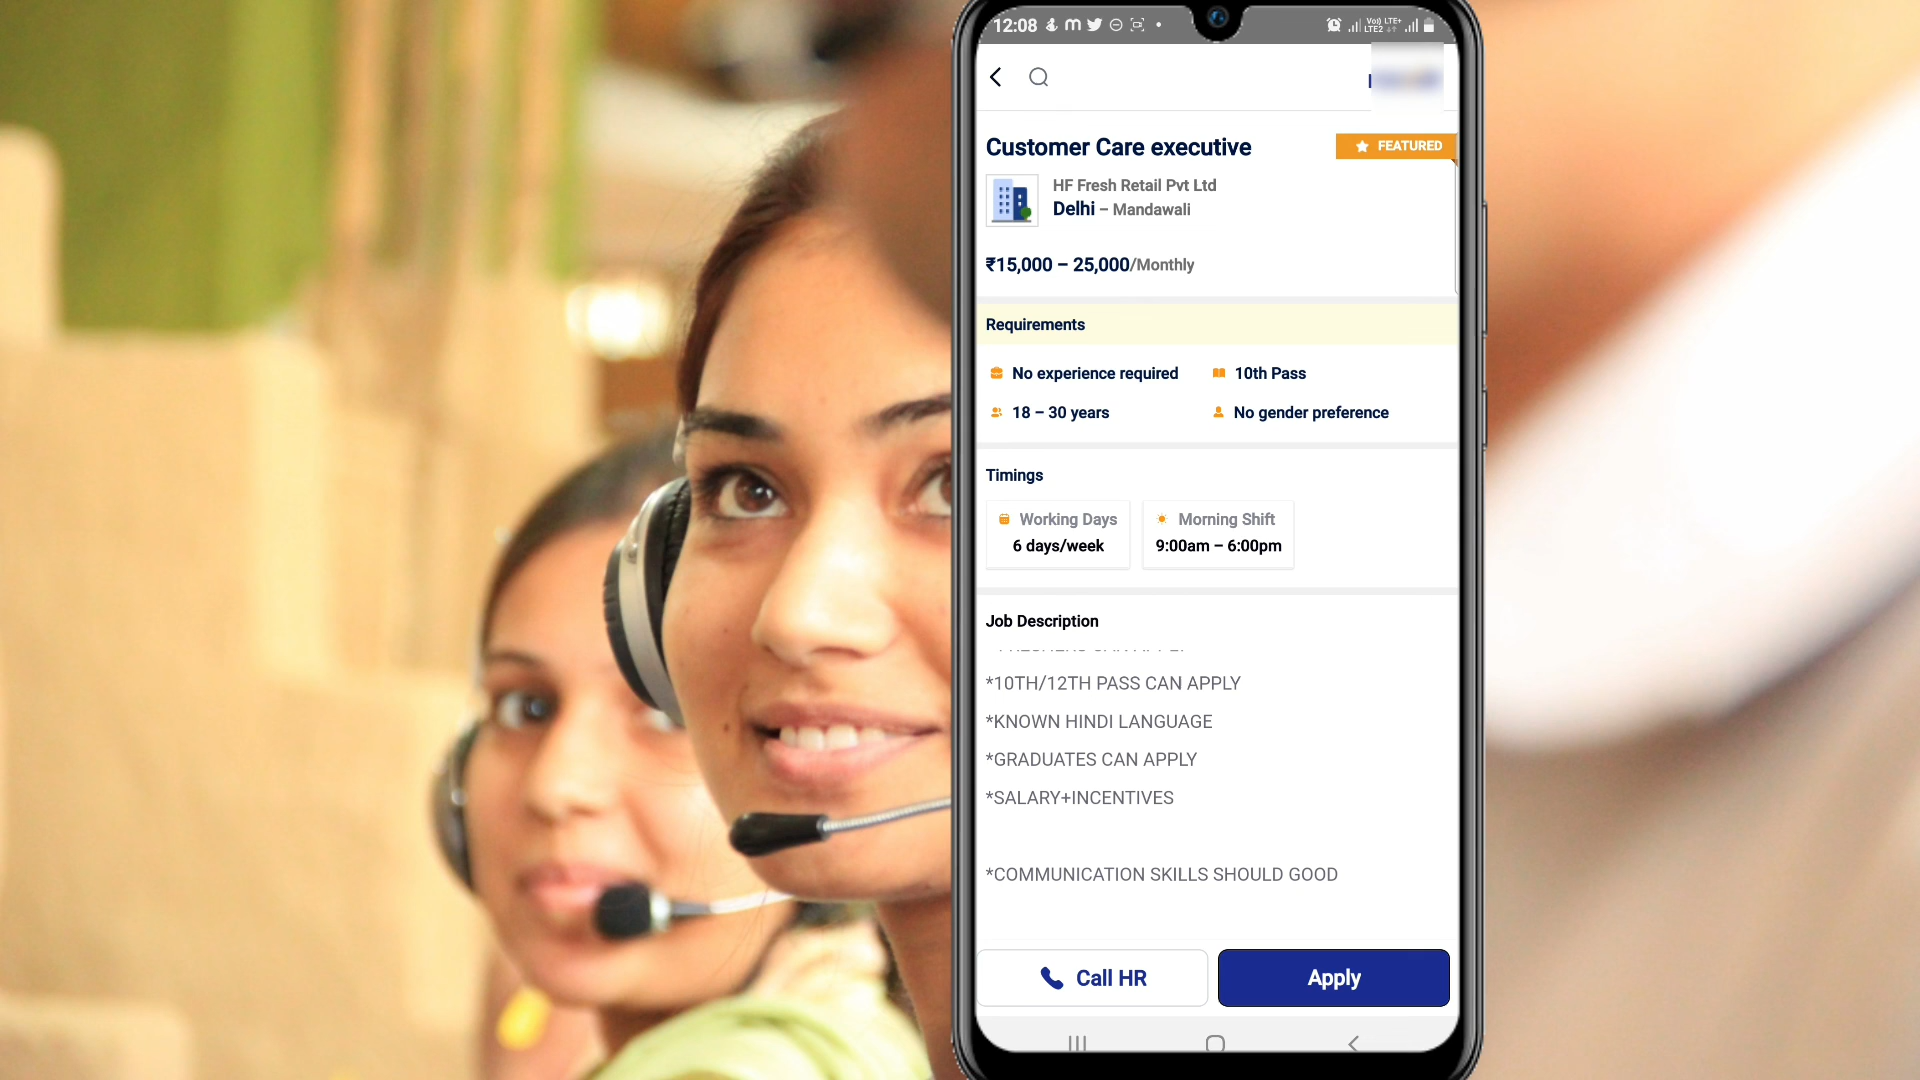 12:08
Vo) LTE+
LTE2
Customer Care executive
FEATURED
HF Fresh Retail Pvt Ltd
Delhi – Mandawali
₹15,000 – 25,000/Monthly
Requirements
No experience required
10th Pass
18 – 30 years
No gender preference
Timings
Working Days
6 days/week
Morning Shift
9:00am – 6:00pm
Job Description
*10TH/12TH PASS CAN APPLY
*KNOWN HINDI LANGUAGE
*GRADUATES CAN APPLY
*SALARY+INCENTIVES
*COMMUNICATION SKILLS SHOULD GOOD
Call HR
Apply